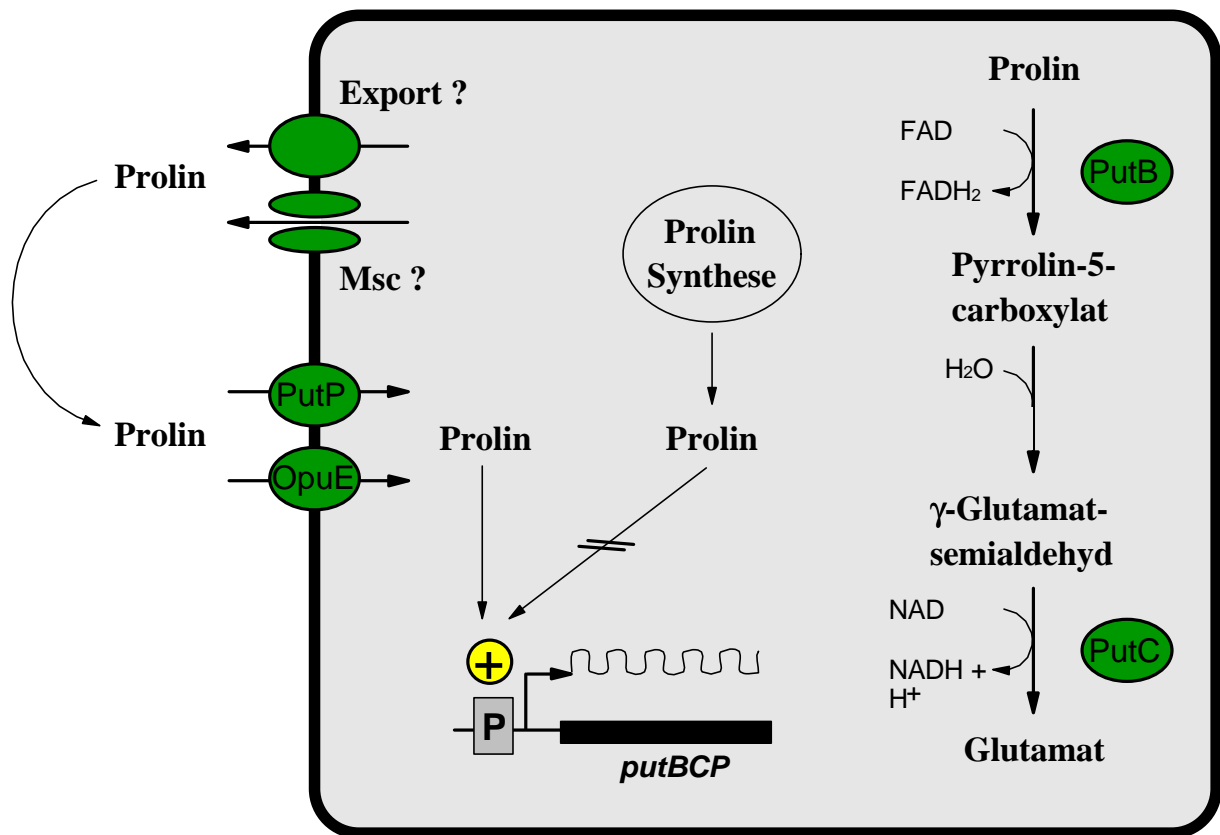 Export ?
Prolin
Msc ?
PutP
Prolin
OpuE
Prolin
Synthese
Prolin
Prolin
+
P
putBCP
Prolin
FAD
FADH₂
PutB
Pyrrolin-5-
carboxylat
H₂O
γ-Glutamat-
semialdehyd
NAD
NADH +
H⁺
PutC
Glutamat